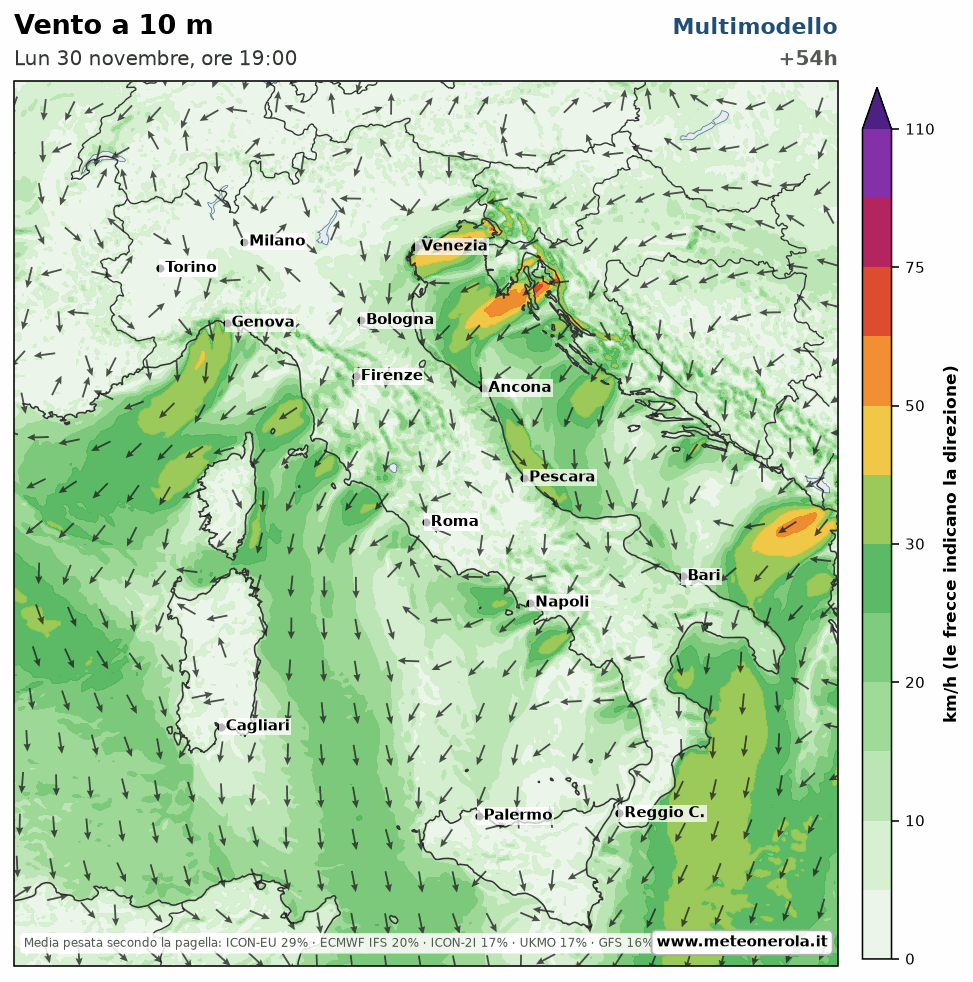 Vento a 10 m
Multimodello
Lun 30 novembre, ore 19:00
+54h
110
Milano
Venezia
Torino
75
Genova
Bologna
Firenze
Ancona
50
Pescara
Roma
30
Bari
Napoli
20
Cagliari
Palermo
Reggio C.
10
0
km/h (le frecce indicano la direzione)
Media pesata secondo la pagella: ICON-EU 29% · ECMWF IFS 20% · ICON-2I 17% · UKMO 17% · GFS 16%
www.meteonerola.it